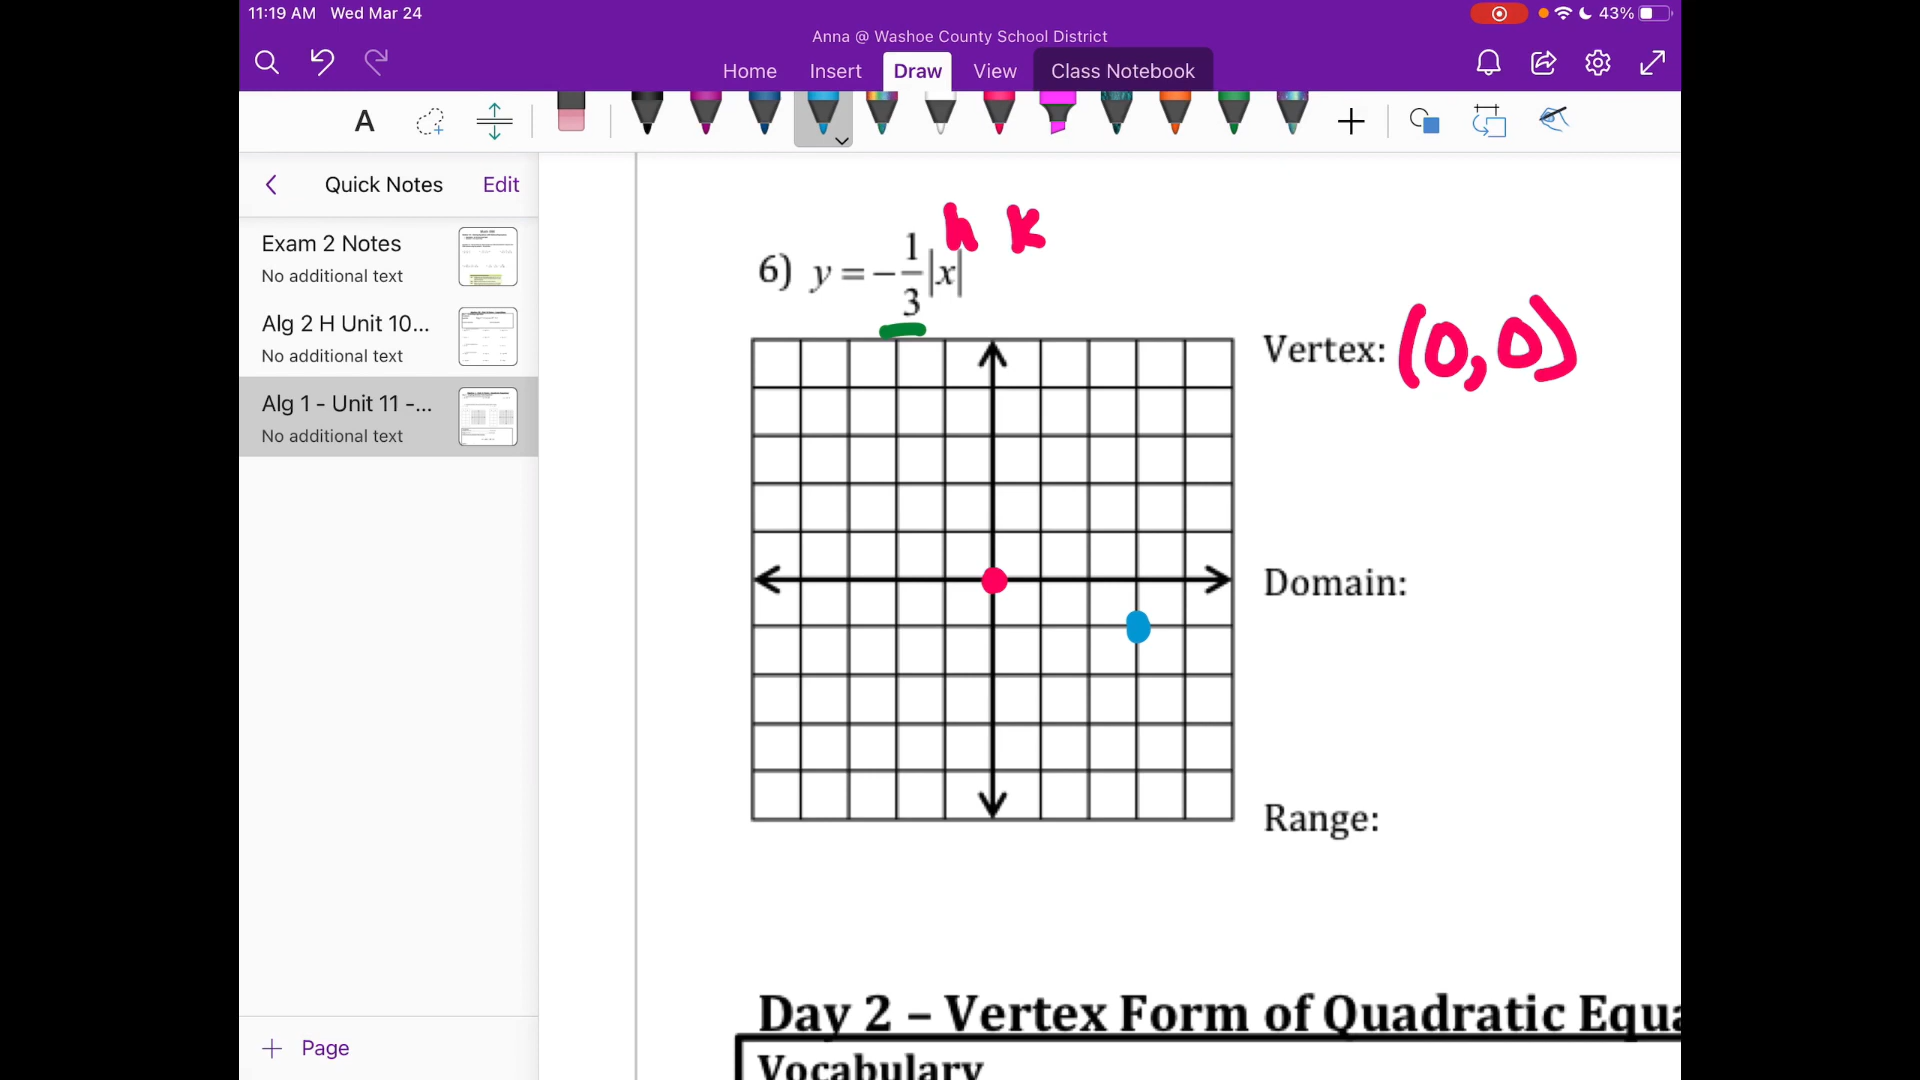 11:19 AM Wed Mar 24
43%
Anna @ Washoe County School District
Home Insert Draw View Class Notebook
A
Quick Notes Edit
Exam 2 Notes
No additional text
Alg 2 H Unit 10...
No additional text
Alg 1 - Unit 11 -...
No additional text
+ Page
h k
6) y = -1/3|x|
Vertex: (0,0)
Domain:
Range:
Day 2 – Vertex Form of Quadratic Equa
Vocabulary